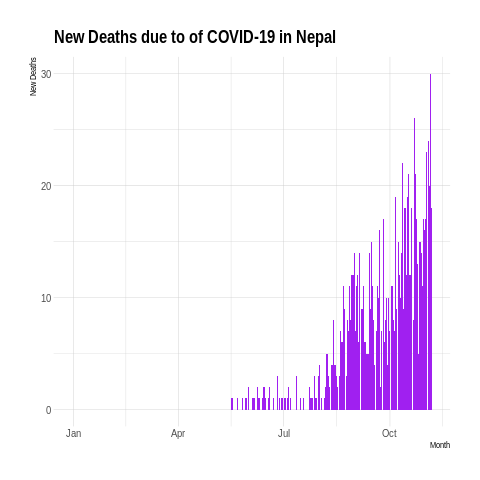 New Deaths due to of COVID-19 in Nepal
New Deaths
30
20
10
0
Jan Apr Jul Oct
Month